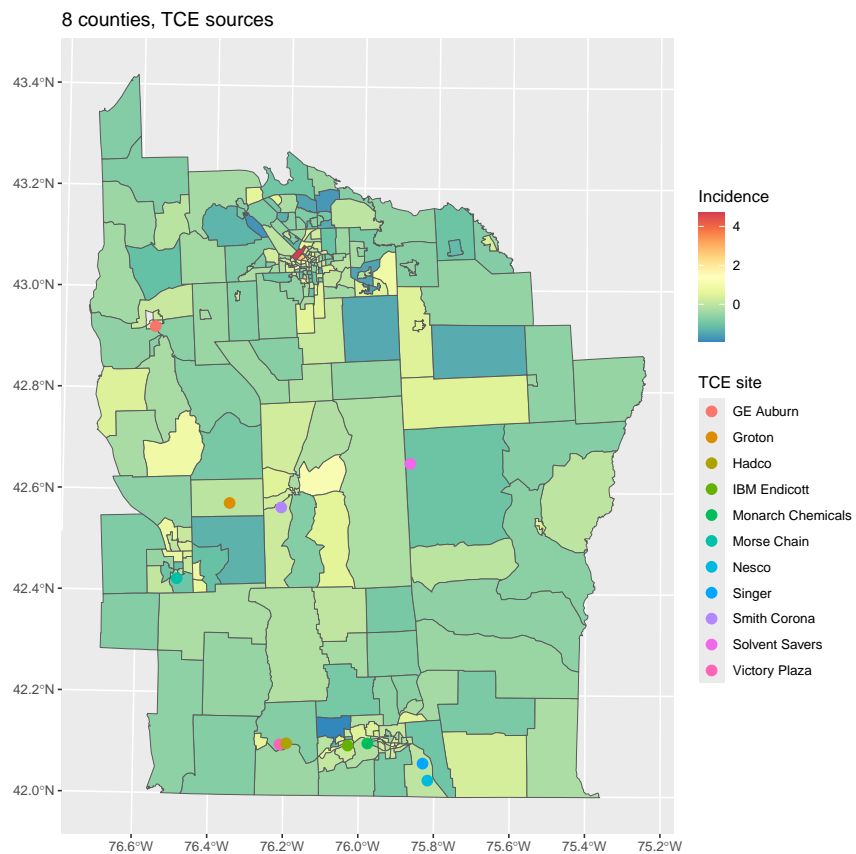 8 counties, TCE sources
43.4°N
43.2°N
43.0°N
42.8°N
42.6°N
42.4°N
42.2°N
42.0°N
76.6°W 76.4°W 76.2°W 76.0°W 75.8°W 75.6°W 75.4°W 75.2°W
Incidence
4
2
0
TCE site
GE Auburn
Groton
Hadco
IBM Endicott
Monarch Chemicals
Morse Chain
Nesco
Singer
Smith Corona
Solvent Savers
Victory Plaza